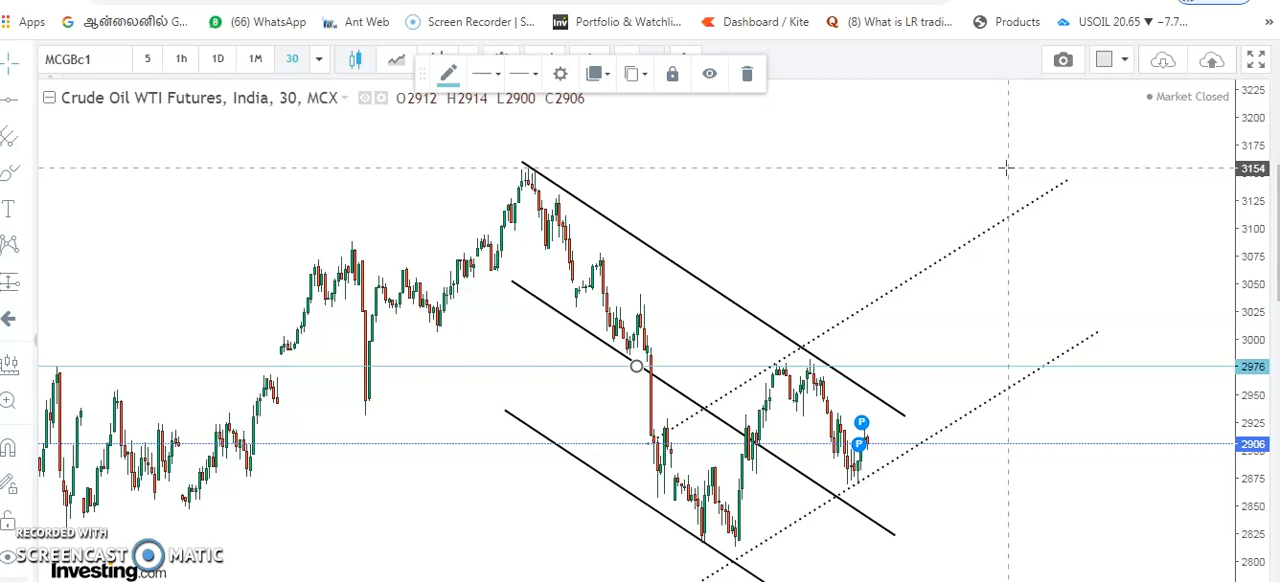 Apps ஆன்லைனில் G... (66) WhatsApp Ant Web Screen Recorder | S... Inv Portfolio & Watchli... Dashboard / Kite (8) What is LR tradi... Products USOIL 20.65 ▼ −7.7... »
MCGBc1 5 1h 1D 1M 30
Crude Oil WTI Futures, India, 30, MCX O2912 H2914 L2900 C2906 Market Closed
3225
3200
3175
3154
3125
3100
3075
3050
3025
3000
2976
2950
2925
P
P
2906
2875
2850
2825
2800
RECORDED WITH
SCREENCAST MATIC
Investing.com